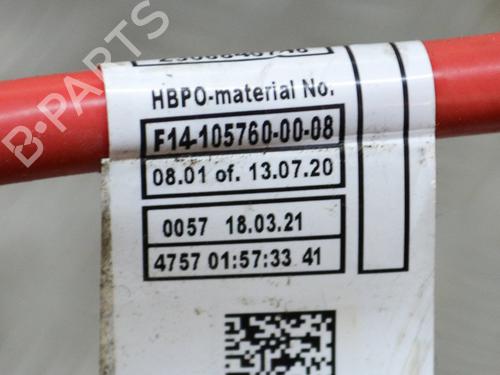 HBPO-material No.
F14-105760-00-08
08.01 of. 13.07.20
0057 18.03.21
4757 01:57:33 41